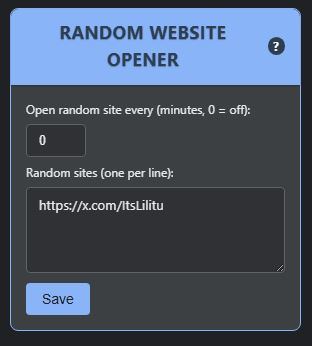 RANDOM WEBSITE
OPENER
?
Open random site every (minutes, 0 = off):
0
Random sites (one per line):
https://x.com/ItsLilitu
Save